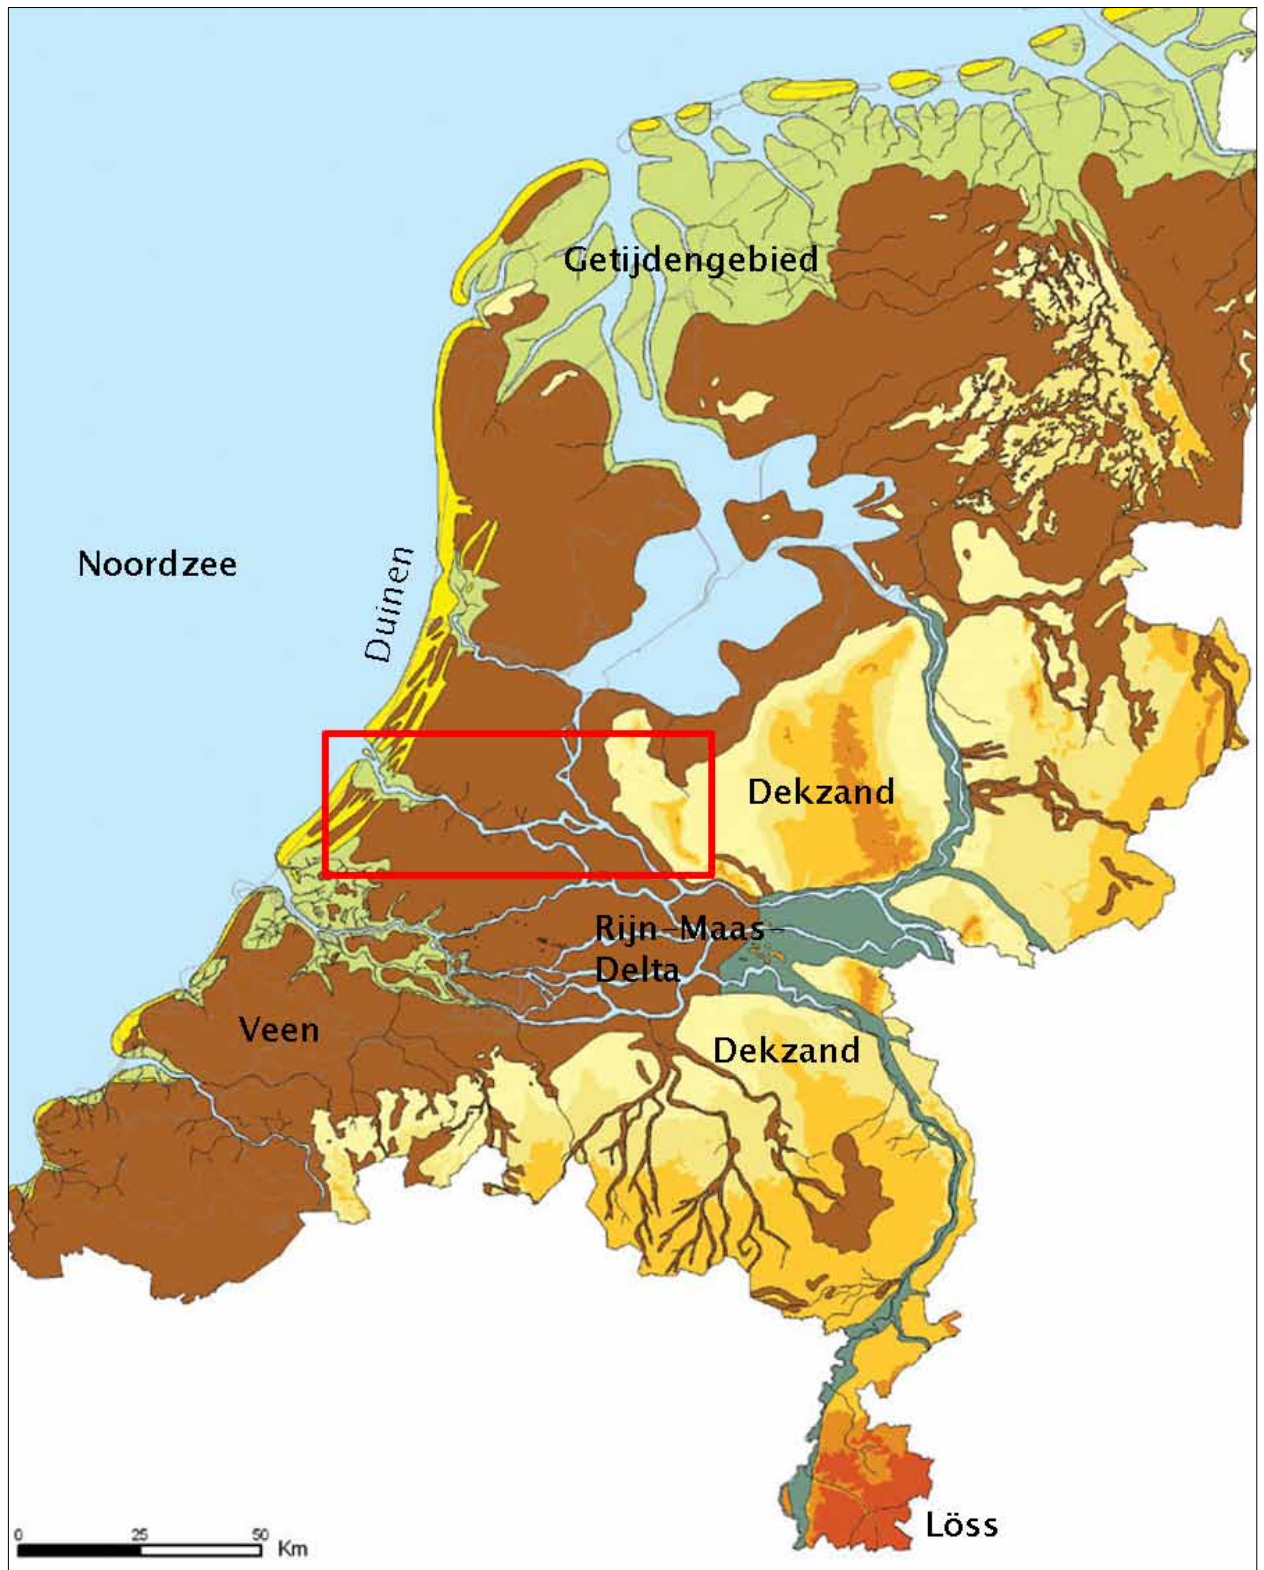 Getijdengebied
Noordzee
Duinen
Dekzand
Rijn-Maas-
Delta
Veen
Dekzand
Löss
0 25 50 Km